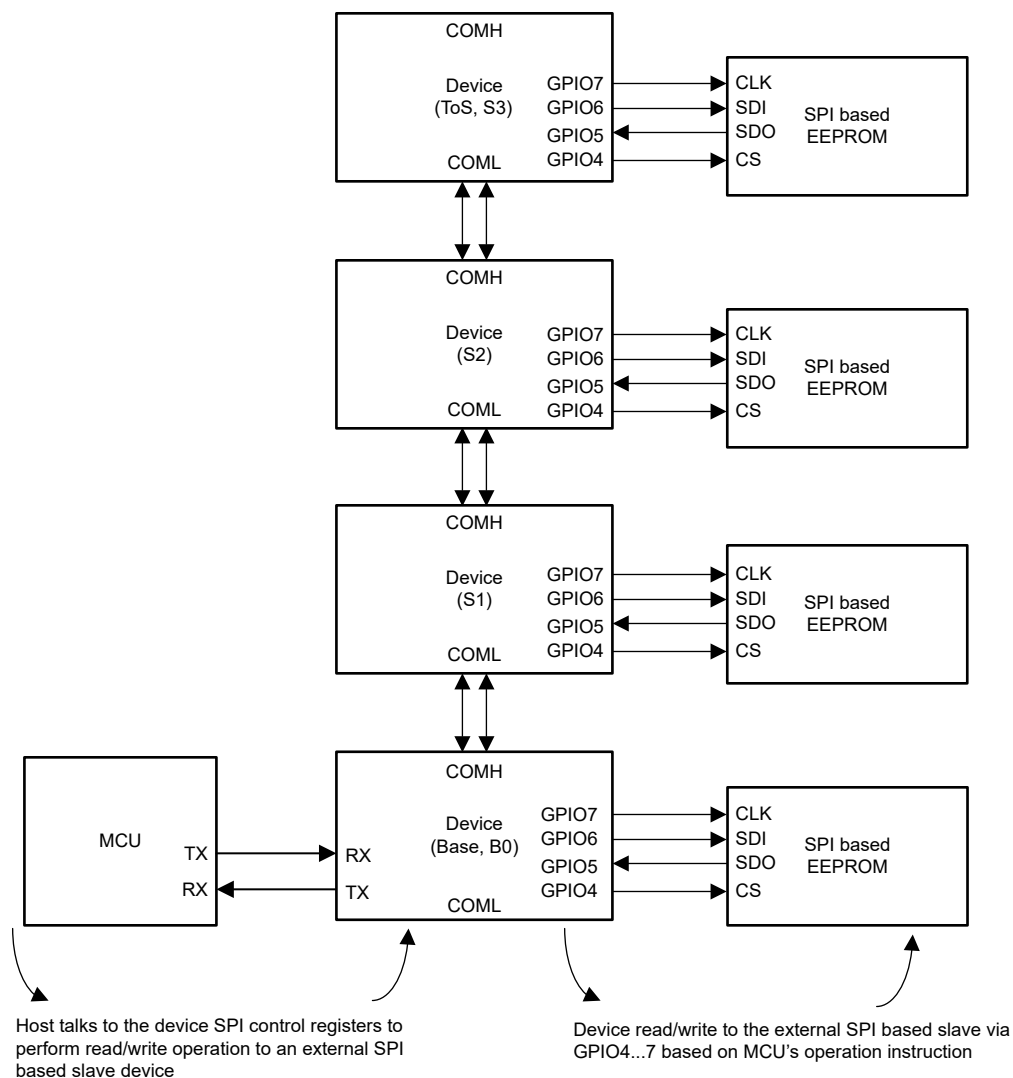 COMH
Device
(ToS, S3)
GPIO7
GPIO6
GPIO5
GPIO4
COML
CLK
SDI
SDO
CS
SPI based
EEPROM
COMH
Device
(S2)
GPIO7
GPIO6
GPIO5
GPIO4
COML
CLK
SDI
SDO
CS
SPI based
EEPROM
COMH
Device
(S1)
GPIO7
GPIO6
GPIO5
GPIO4
COML
CLK
SDI
SDO
CS
SPI based
EEPROM
MCU
TX
RX
COMH
Device
(Base, B0)
RX
TX
GPIO7
GPIO6
GPIO5
GPIO4
COML
CLK
SDI
SDO
CS
SPI based
EEPROM
Host talks to the device SPI control registers to
perform read/write operation to an external SPI
based slave device
Device read/write to the external SPI based slave via
GPIO4...7 based on MCU's operation instruction